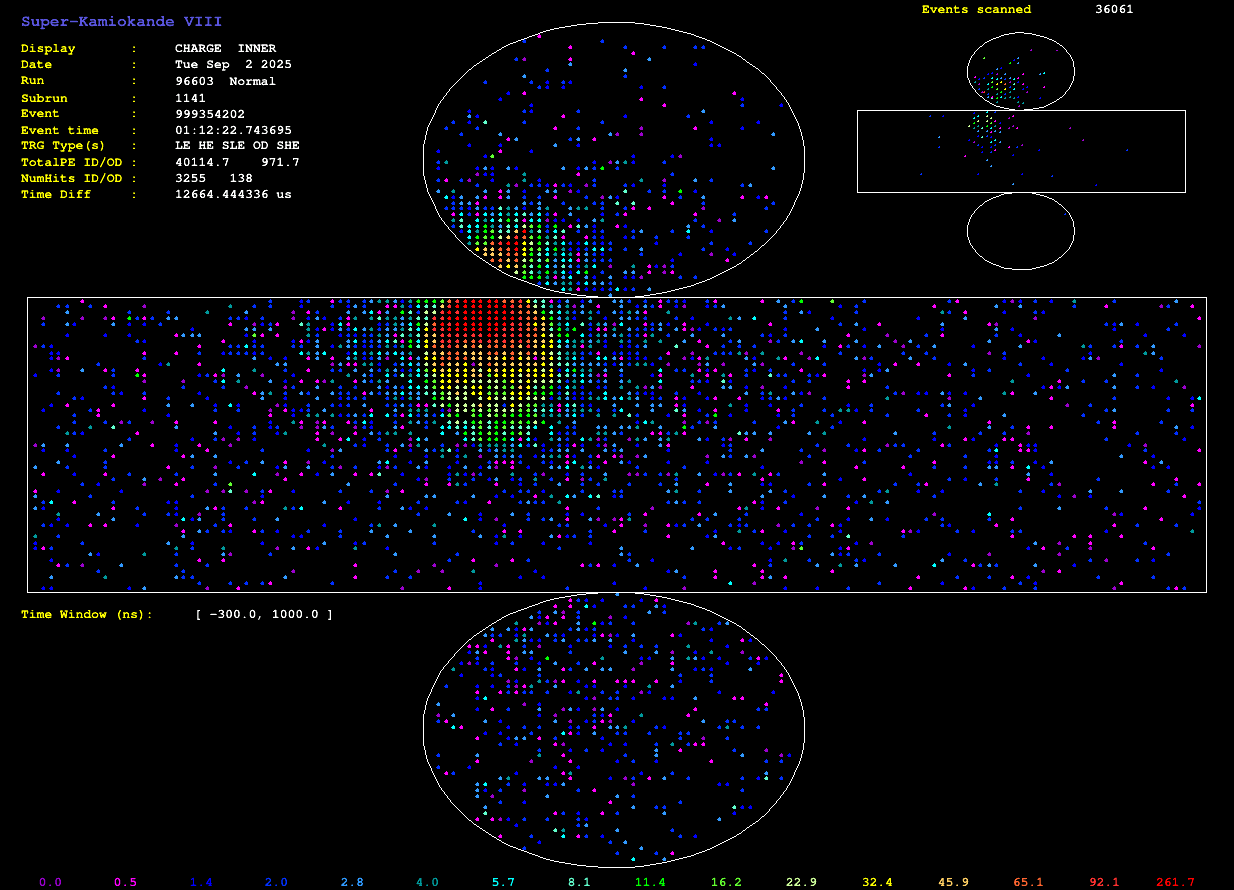 Super-Kamiokande VIII
Display : CHARGE INNER
Date : Tue Sep 2 2025
Run : 96603 Normal
Subrun : 1141
Event : 999354202
Event time : 01:12:22.743695
TRG Type(s) : LE HE SLE OD SHE
TotalPE ID/OD : 40114.7 971.7
NumHits ID/OD : 3255 138
Time Diff : 12664.444336 us
Events scanned 36061
Time Window (ns): [ -300.0, 1000.0 ]
0.0 0.5 1.4 2.0 2.8 4.0 5.7 8.1 11.4 16.2 22.9 32.4 45.9 65.1 92.1 261.7